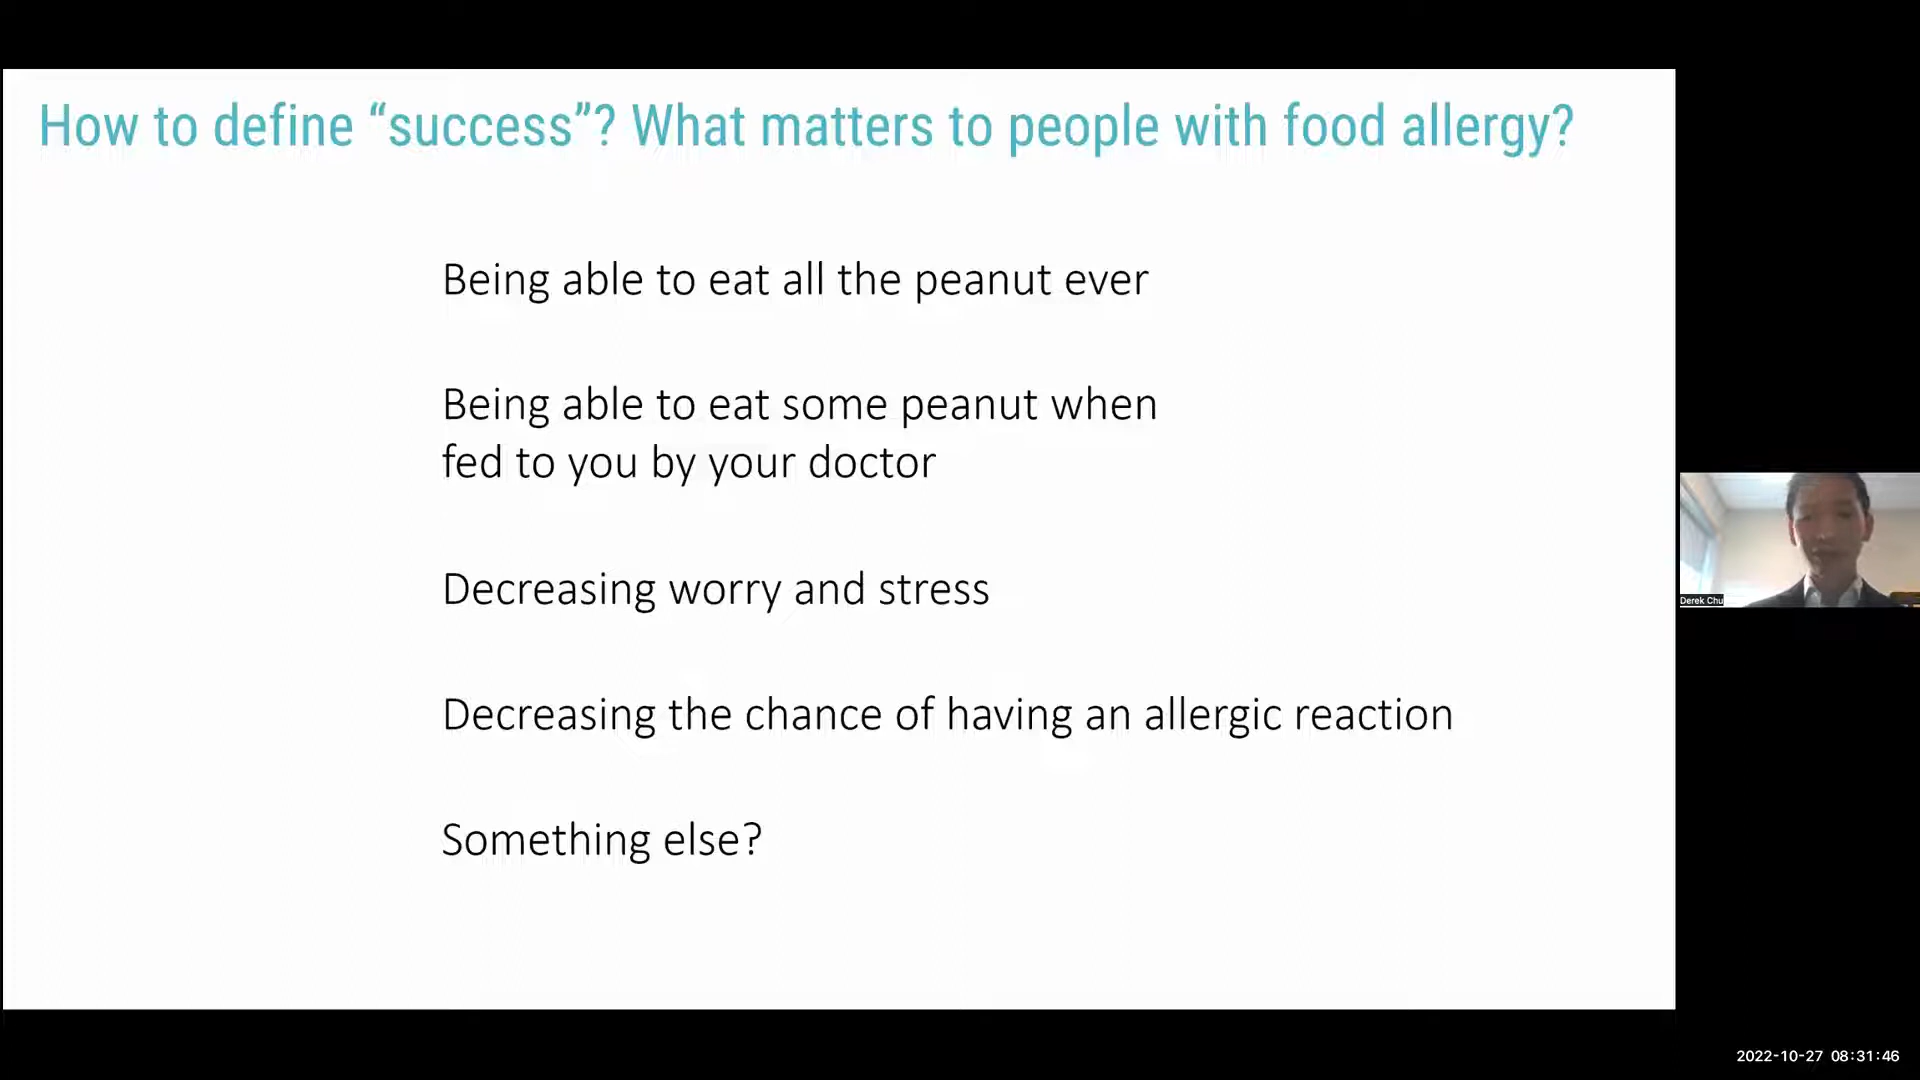 How to define “success”? What matters to people with food allergy?
Being able to eat all the peanut ever
Being able to eat some peanut when
fed to you by your doctor
Decreasing worry and stress
Decreasing the chance of having an allergic reaction
Something else?
Derek Chu
2022-10-27 08:31:46